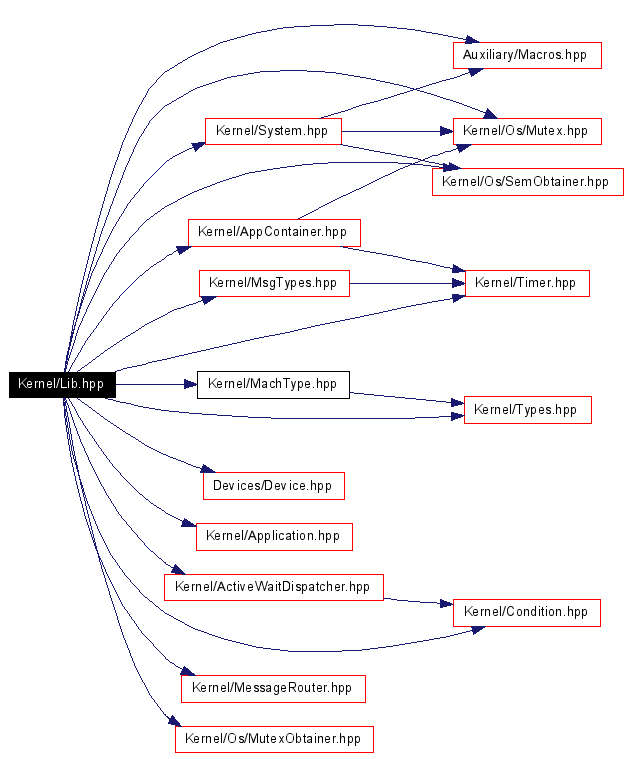 Auxiliary/Macros.hpp
Kernel/System.hpp
Kernel/Os/Mutex.hpp
Kernel/Os/SemObtainer.hpp
Kernel/AppContainer.hpp
Kernel/MsgTypes.hpp
Kernel/Timer.hpp
Kernel/Lib.hpp
Kernel/MachType.hpp
Kernel/Types.hpp
Devices/Device.hpp
Kernel/Application.hpp
Kernel/ActiveWaitDispatcher.hpp
Kernel/Condition.hpp
Kernel/MessageRouter.hpp
Kernel/Os/MutexObtainer.hpp